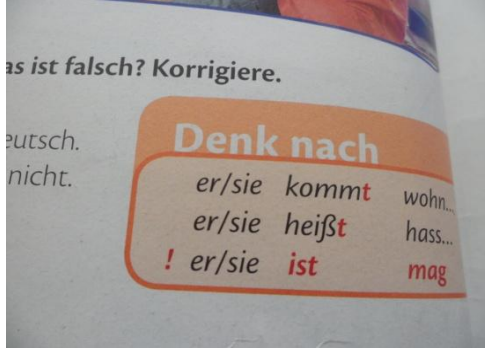 as ist falsch? Korrigiere.
eutsch.
nicht.
Denk nach
er/sie kommt wohn...
er/sie heißt hass...
! er/sie ist mag